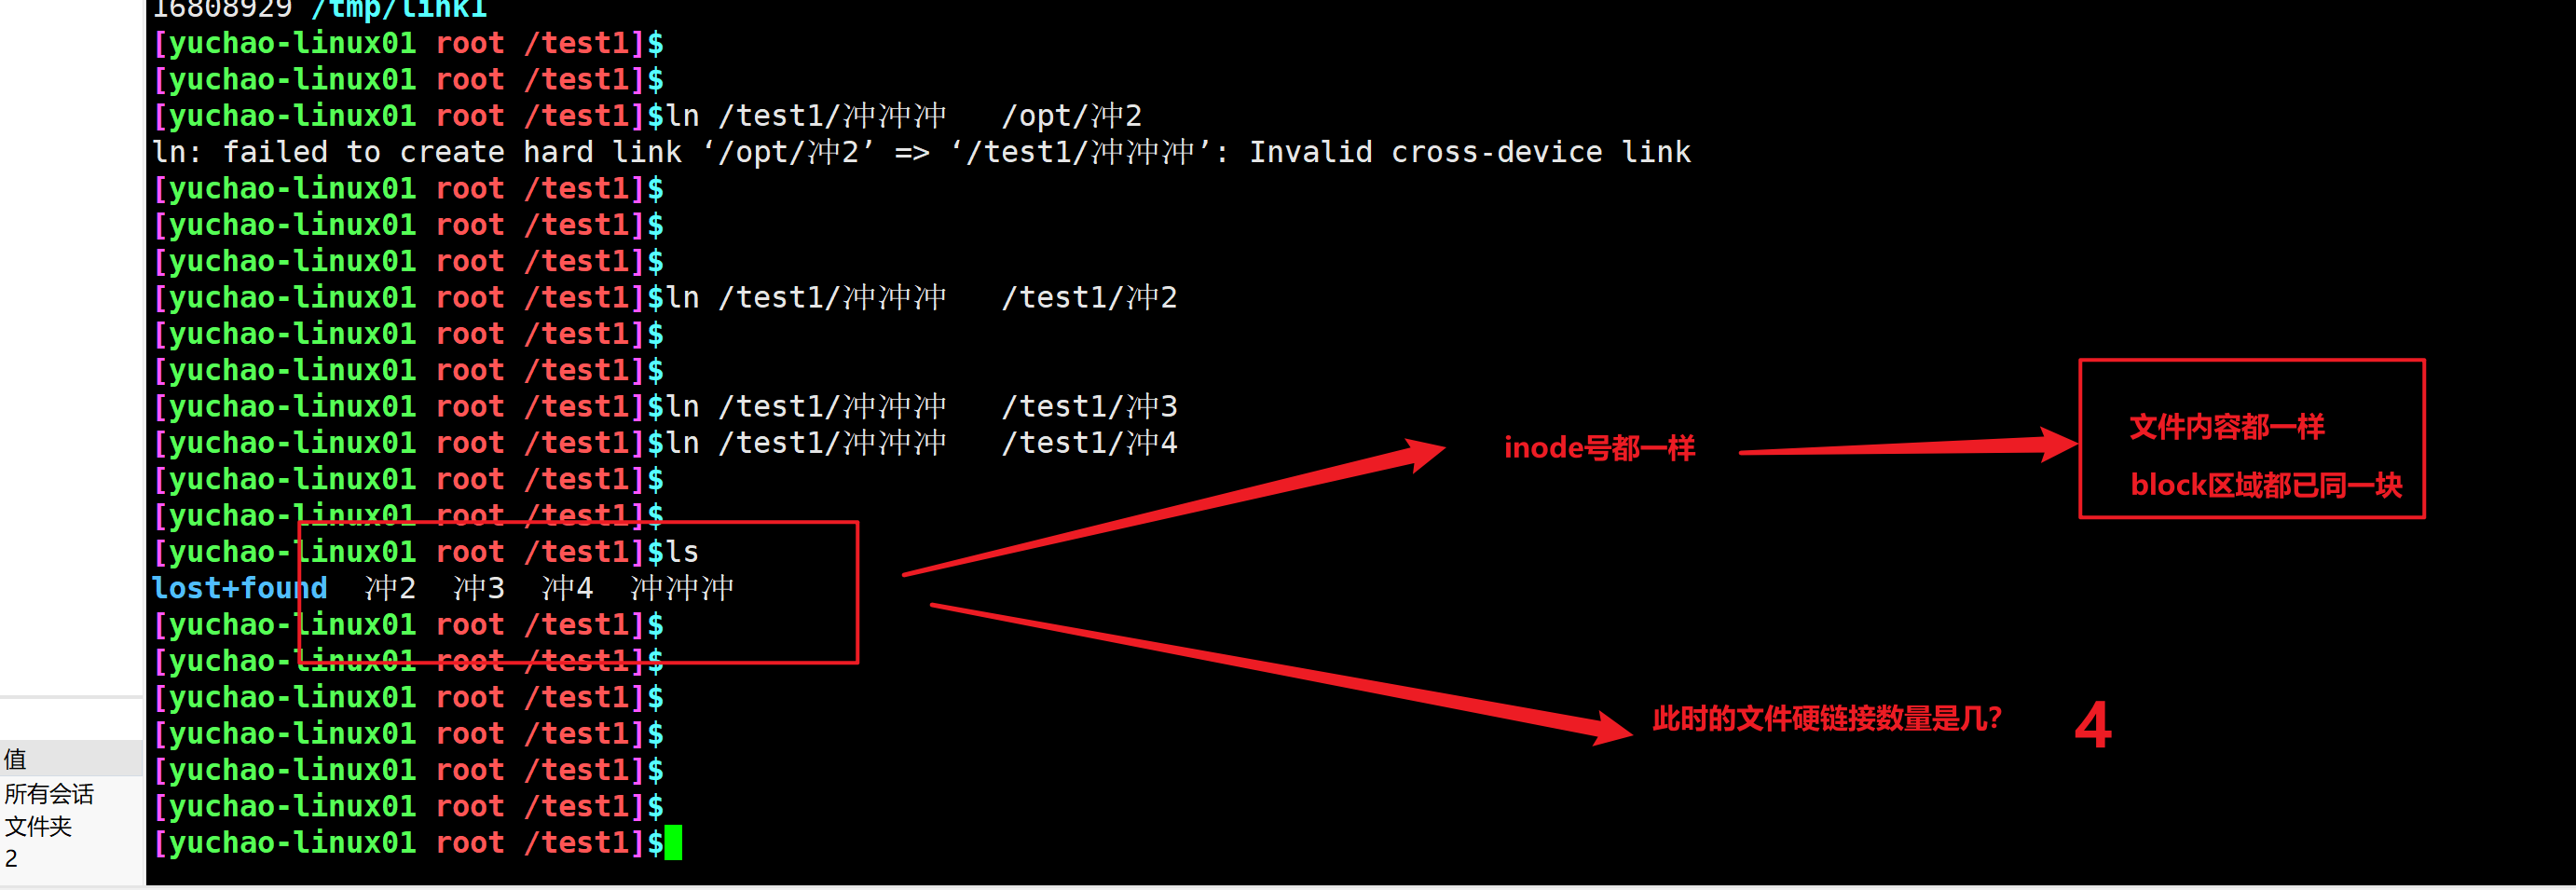 16808929 /tmp/link1
[yuchao-linux01 root /test1]$
[yuchao-linux01 root /test1]$
[yuchao-linux01 root /test1]$ln /test1/冲冲冲   /opt/冲2
ln: failed to create hard link ‘/opt/冲2’ => ‘/test1/冲冲冲’: Invalid cross-device link
[yuchao-linux01 root /test1]$
[yuchao-linux01 root /test1]$
[yuchao-linux01 root /test1]$
[yuchao-linux01 root /test1]$ln /test1/冲冲冲   /test1/冲2
[yuchao-linux01 root /test1]$
[yuchao-linux01 root /test1]$
[yuchao-linux01 root /test1]$ln /test1/冲冲冲   /test1/冲3
[yuchao-linux01 root /test1]$ln /test1/冲冲冲   /test1/冲4
[yuchao-linux01 root /test1]$
[yuchao-linux01 root /test1]$
[yuchao-linux01 root /test1]$ls
lost+found  冲2  冲3  冲4  冲冲冲
[yuchao-linux01 root /test1]$
[yuchao-linux01 root /test1]$
[yuchao-linux01 root /test1]$
[yuchao-linux01 root /test1]$
[yuchao-linux01 root /test1]$
[yuchao-linux01 root /test1]$
[yuchao-linux01 root /test1]$
inode号都一样
文件内容都一样
block区域都已同一块
此时的文件硬链接数量是几?
4
值
所有会话
文件夹
2